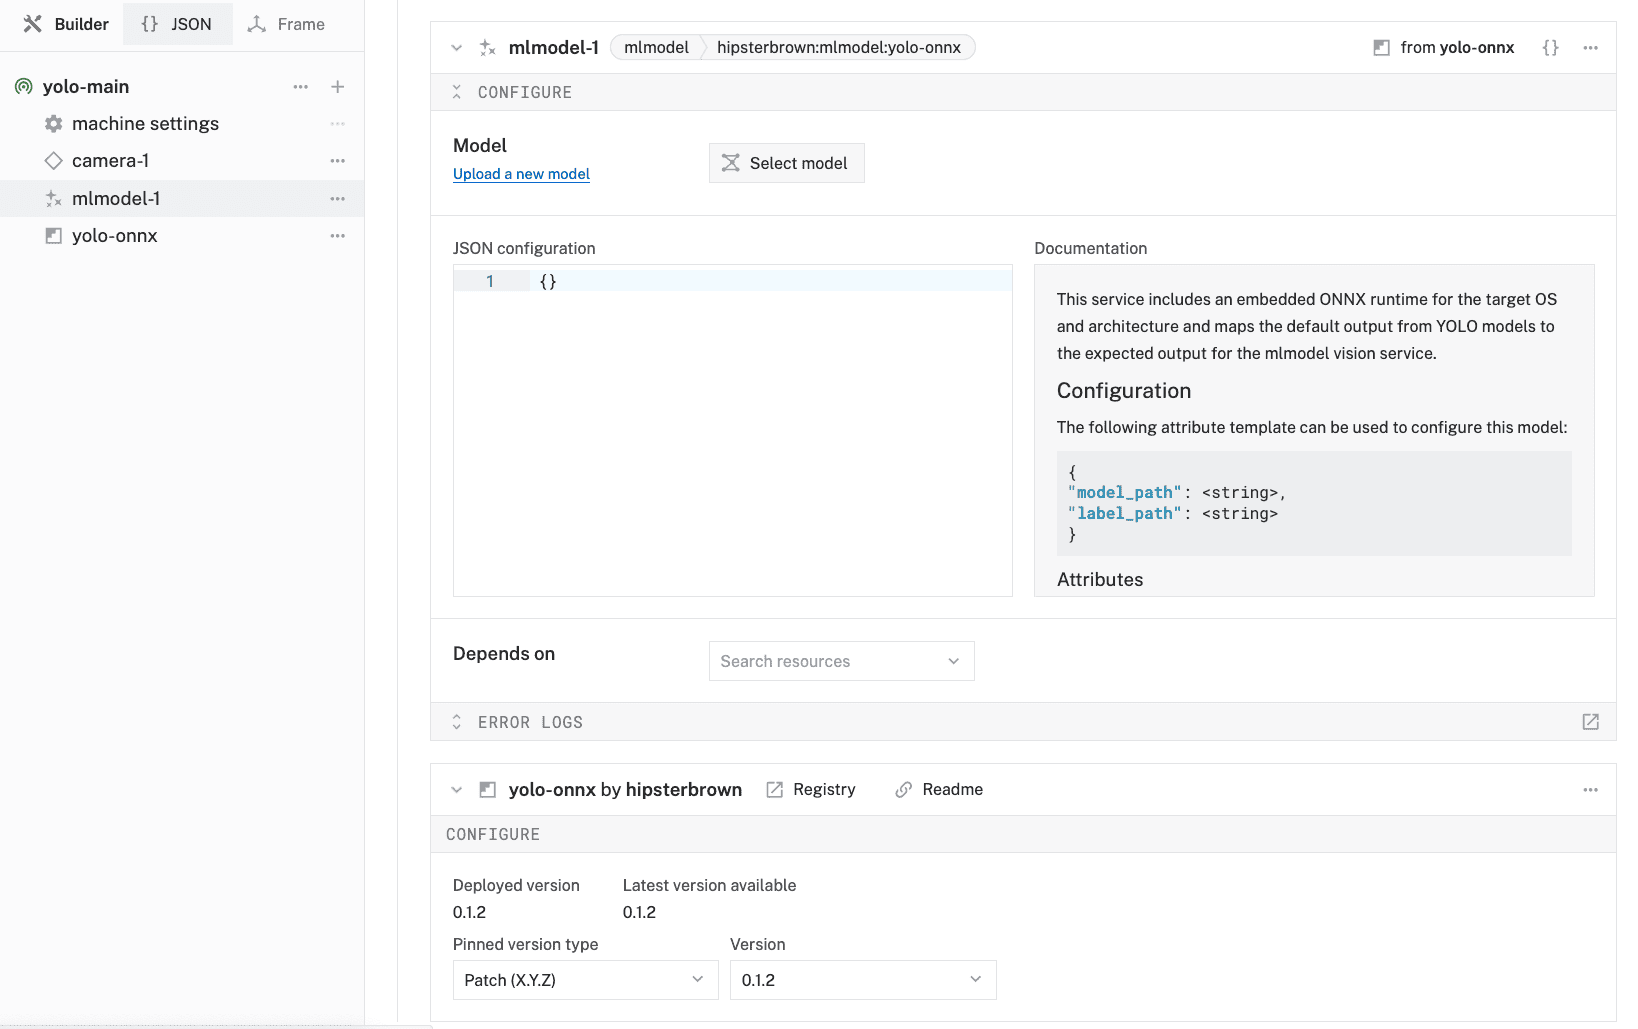 Builder
{} JSON
Frame
yolo-main
machine settings
camera-1
mlmodel-1
yolo-onnx
mlmodel-1 mlmodel hipsterbrown:mlmodel:yolo-onnx from yolo-onnx {}
CONFIGURE
Model
Upload a new model
Select model
JSON configuration
1 {}
Documentation
This service includes an embedded ONNX runtime for the target OS
and architecture and maps the default output from YOLO models to
the expected output for the mlmodel vision service.
Configuration
The following attribute template can be used to configure this model:
{
"model_path": <string>,
"label_path": <string>
}
Attributes
Depends on
Search resources
ERROR LOGS
yolo-onnx by hipsterbrown Registry Readme
CONFIGURE
Deployed version Latest version available
0.1.2 0.1.2
Pinned version type Version
Patch (X.Y.Z) 0.1.2